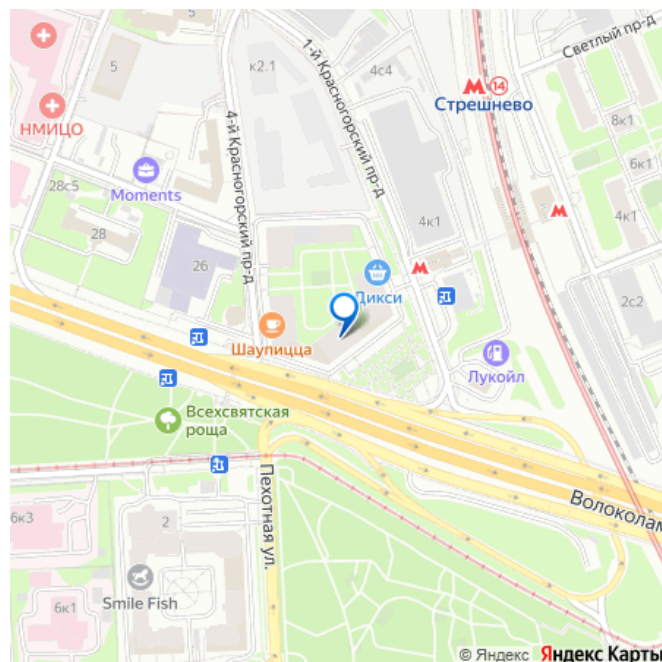 Светлый пр-д
1-й Красногорский пр-д
5
к2.1
4с4
14
Стрешнево
8к1
НМИЦО
4-й Красногорский пр-д
6к1
Moments
28с5
4к1
4к1
28
26
Дикси
2с2
Шаупицца
Лукойл
Всехсвятская
роща
Пехотная ул.
Волоколам
6к3
2
Smile Fish
6к1
© Яндекс Яндекс Карты